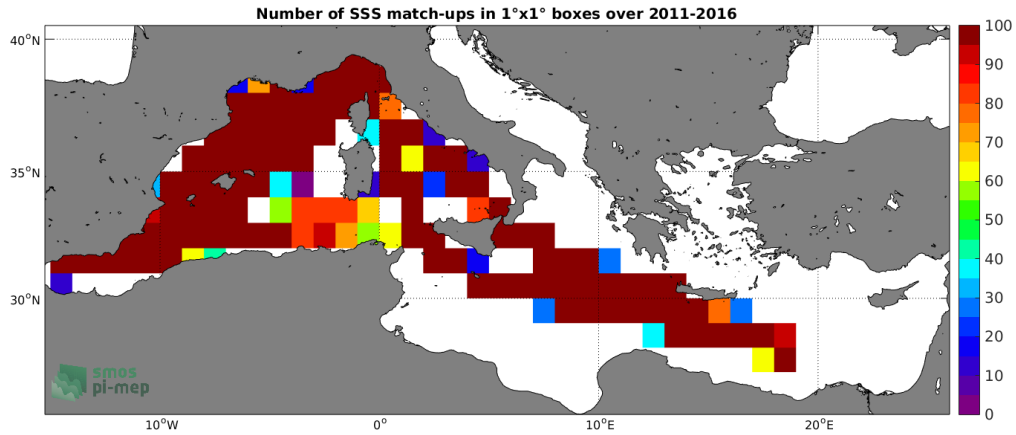 Number of SSS match-ups in 1°x1° boxes over 2011-2016
40°N
35°N
30°N
10°W
0°
10°E
20°E
100
90
80
70
60
50
40
30
20
10
0
smos
pi-mep